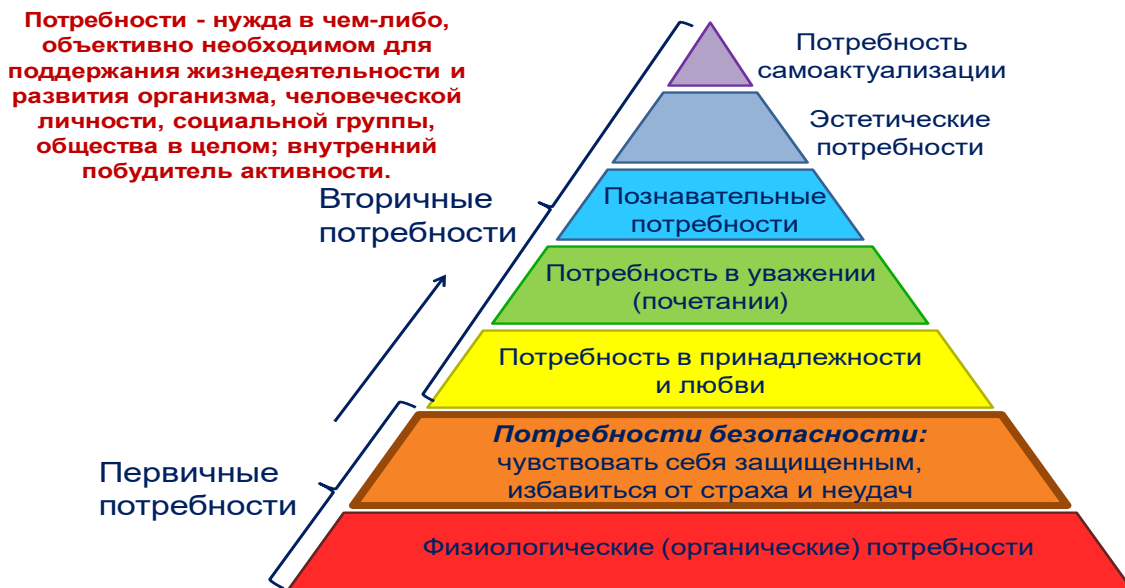 Потребности - нужда в чем-либо,
объективно необходимом для
поддержания жизнедеятельности и
развития организма, человеческой
личности, социальной группы,
общества в целом; внутренний
побудитель активности.
Потребность
самоактуализации
Эстетические
потребности
Вторичные
потребности
Познавательные
потребности
Потребность в уважении
(почетании)
Потребность в принадлежности
и любви
Первичные
потребности
Потребности безопасности:
чувствовать себя защищенным,
избавиться от страха и неудач
Физиологические (органические) потребности